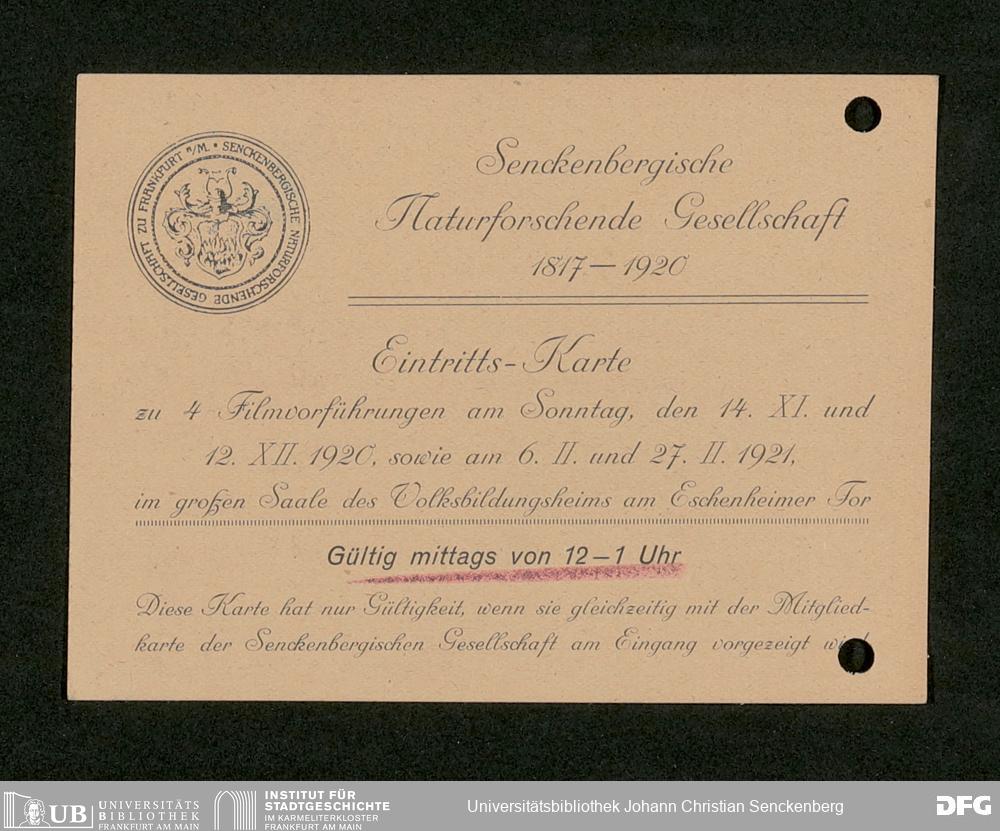 SENCKENBERGISCHE NATURFORSCHENDE GESELLSCHAFT ZU FRANKFURT a/M. *
Senckenbergische
Naturforschende Gesellschaft
1817—1920
Eintritts-Karte
zu 4 Filmvorführungen am Sonntag, den 14. XI. und
12. XII. 1920, sowie am 6. II. und 27. II. 1921,
im großen Saale des Volksbildungsheims am Eschenheimer Tor
Gültig mittags von 12—1 Uhr
Diese Karte hat nur Gültigkeit, wenn sie gleichzeitig mit der Mitglied-
karte der Senckenbergischen Gesellschaft am Eingang vorgezeigt wird
UB UNIVERSITÄTS
BIBLIOTHEK
FRANKFURT AM MAIN
INSTITUT FÜR
STADTGESCHICHTE
IM KARMELITERKLOSTER
FRANKFURT AM MAIN
Universitätsbibliothek Johann Christian Senckenberg
DFG